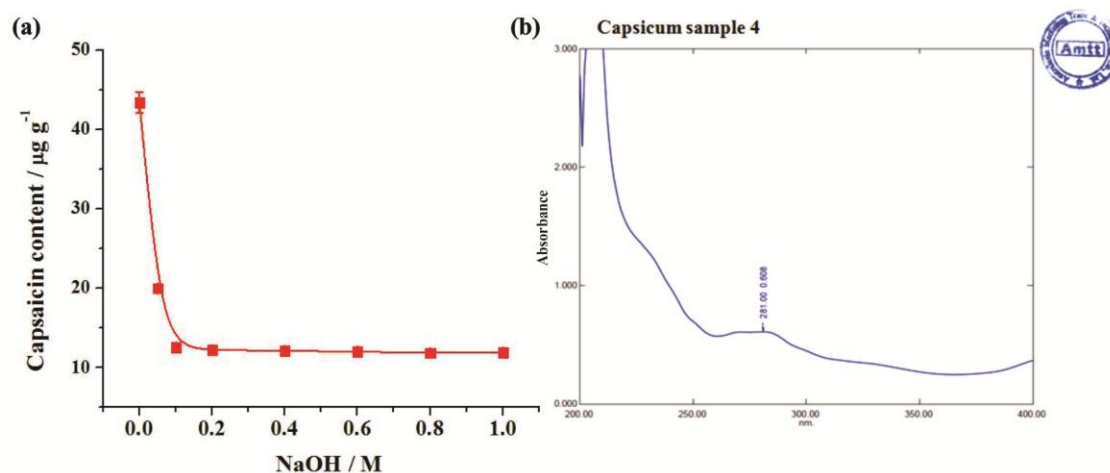 (a)
Capsaicin content / µg g⁻¹
50
40
30
20
10
0.0 0.2 0.4 0.6 0.8 1.0
NaOH / M
(b) Capsicum sample 4
Absorbance
3.000
2.000
1.000
0.000
281.00 0.608
200.00 250.00 300.00 350.00 400.00
nm.
Amtt